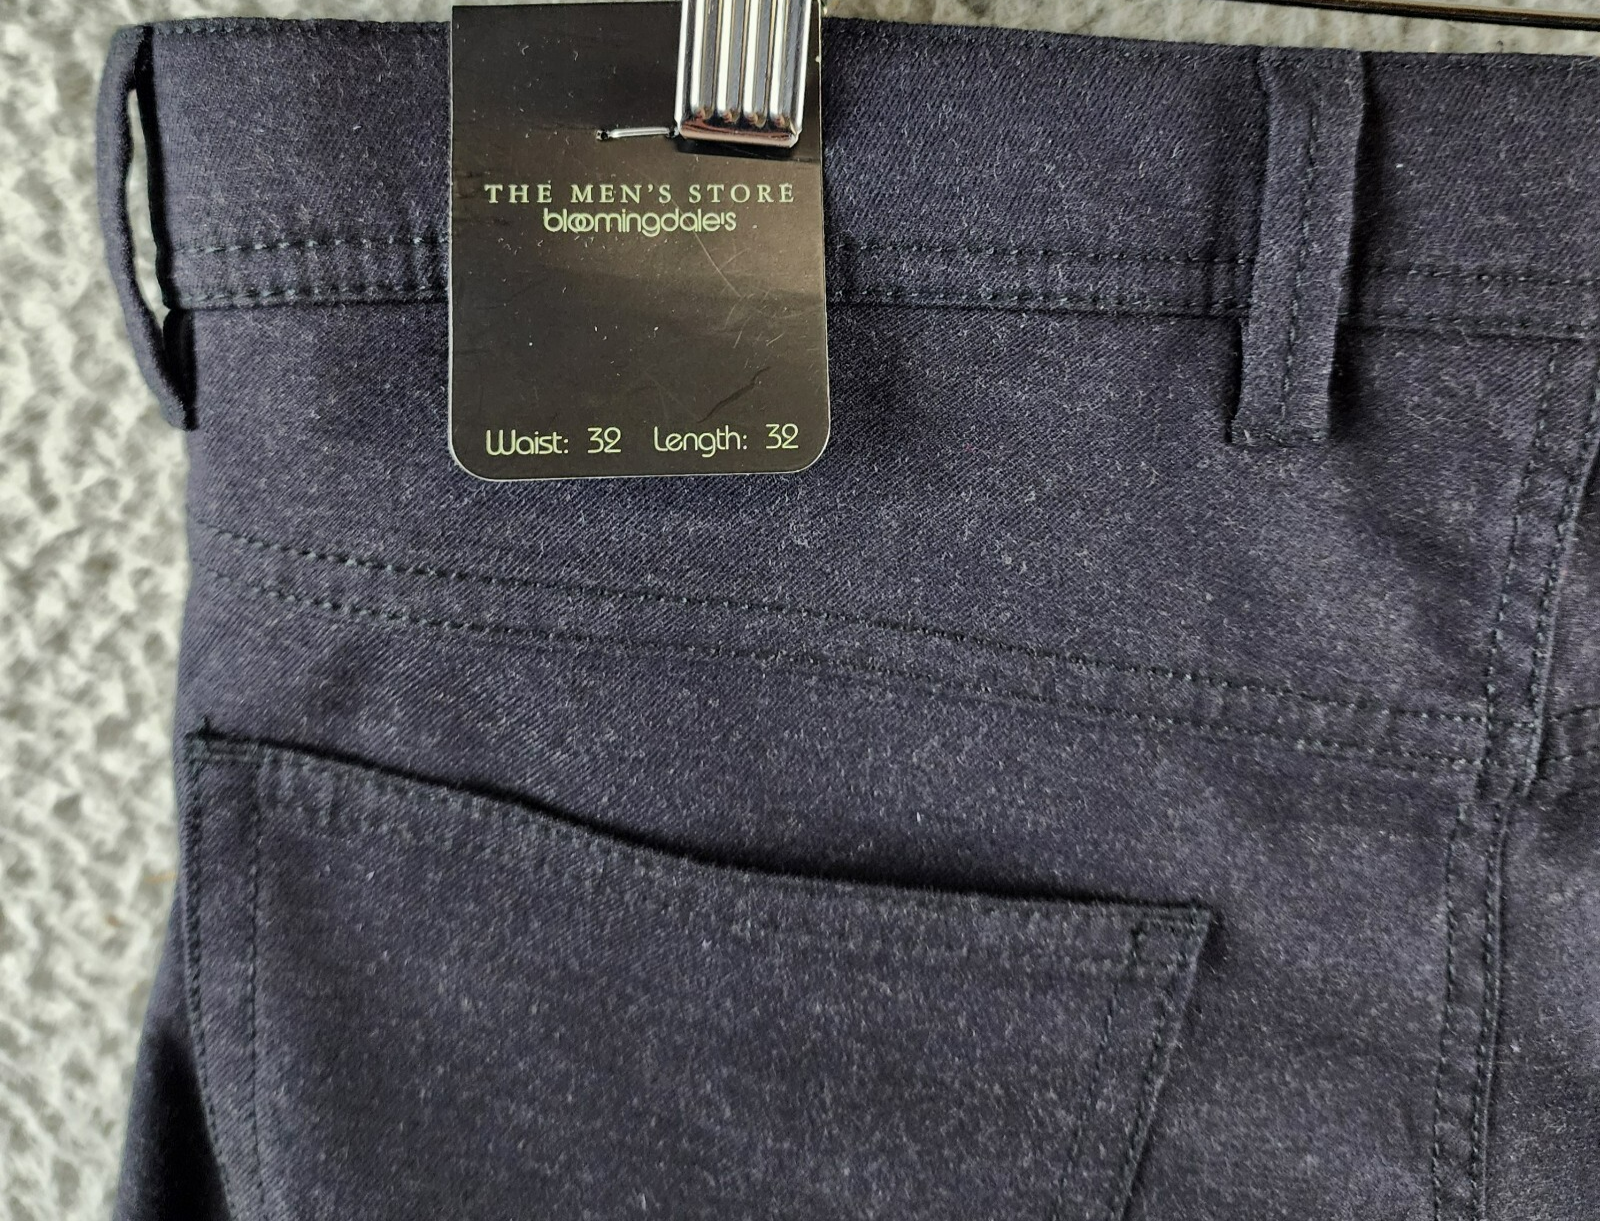 THE MEN'S STORE
bloomingdale's
Waist: 32 Length: 32